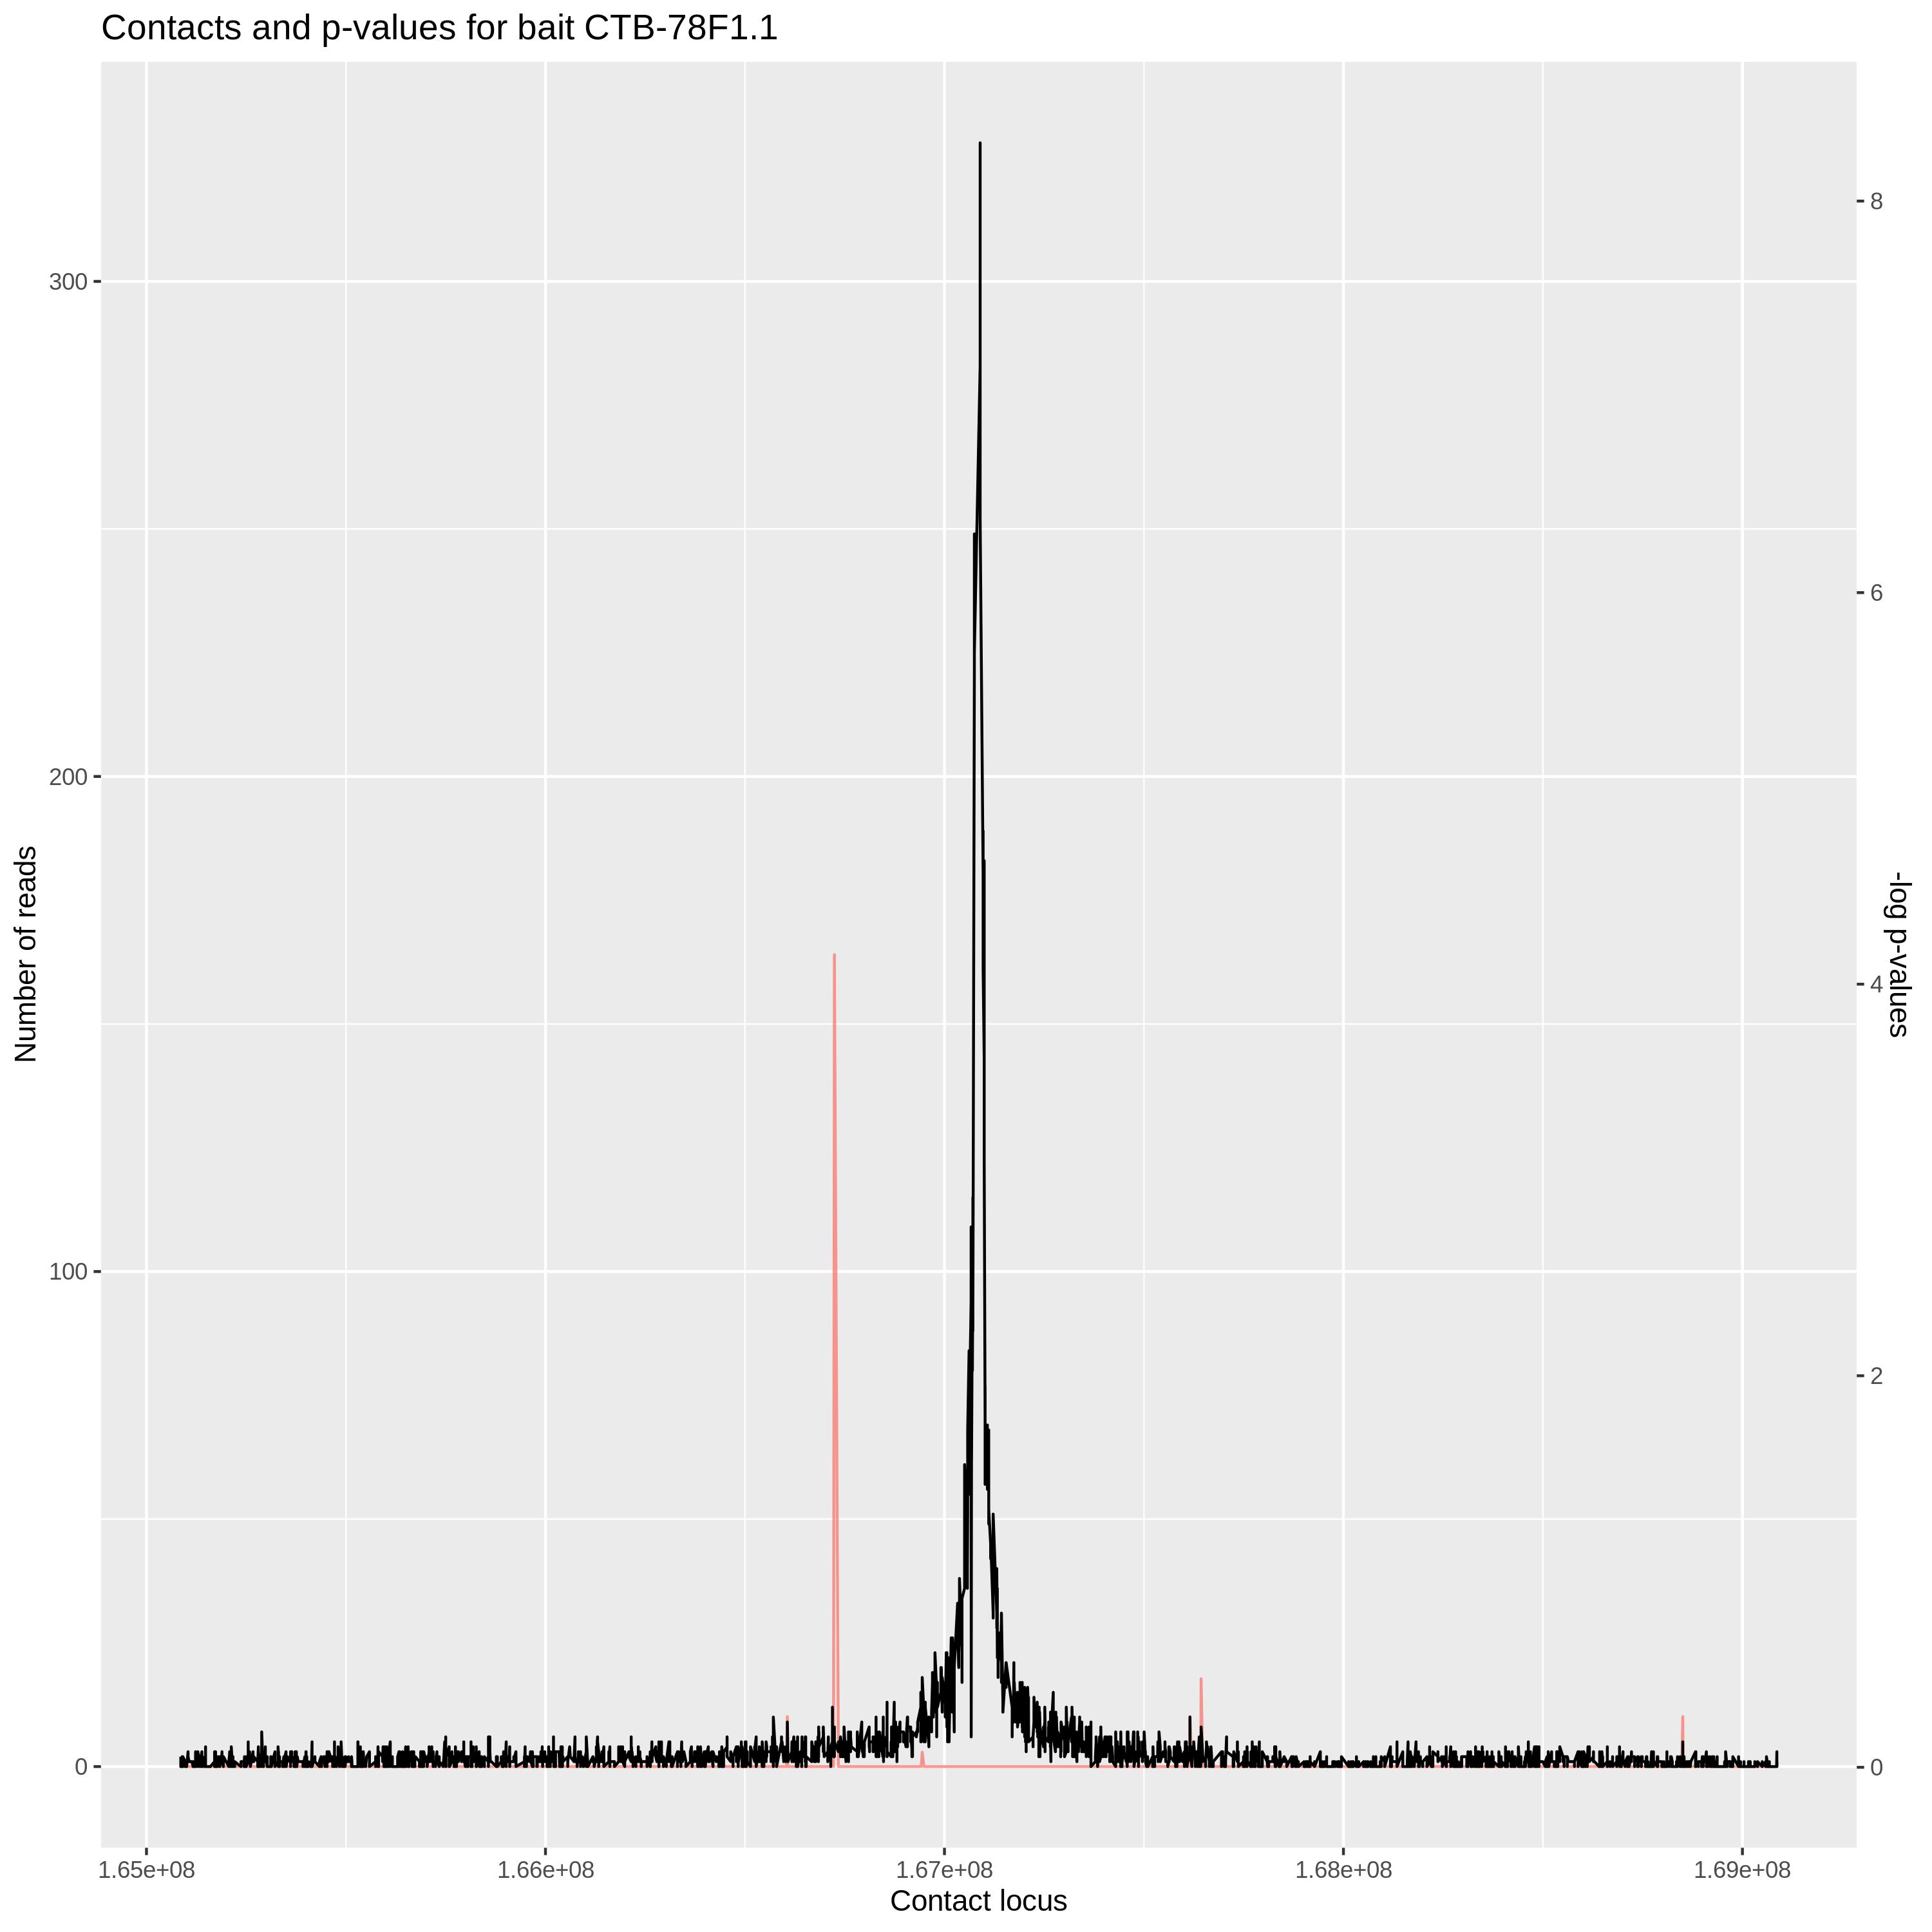 Contacts and p-values for bait CTB-78F1.1
300
200
100
0
Number of reads
8
6
4
2
0
-log p-values
1.65e+08
1.66e+08
1.67e+08
1.68e+08
1.69e+08
Contact locus